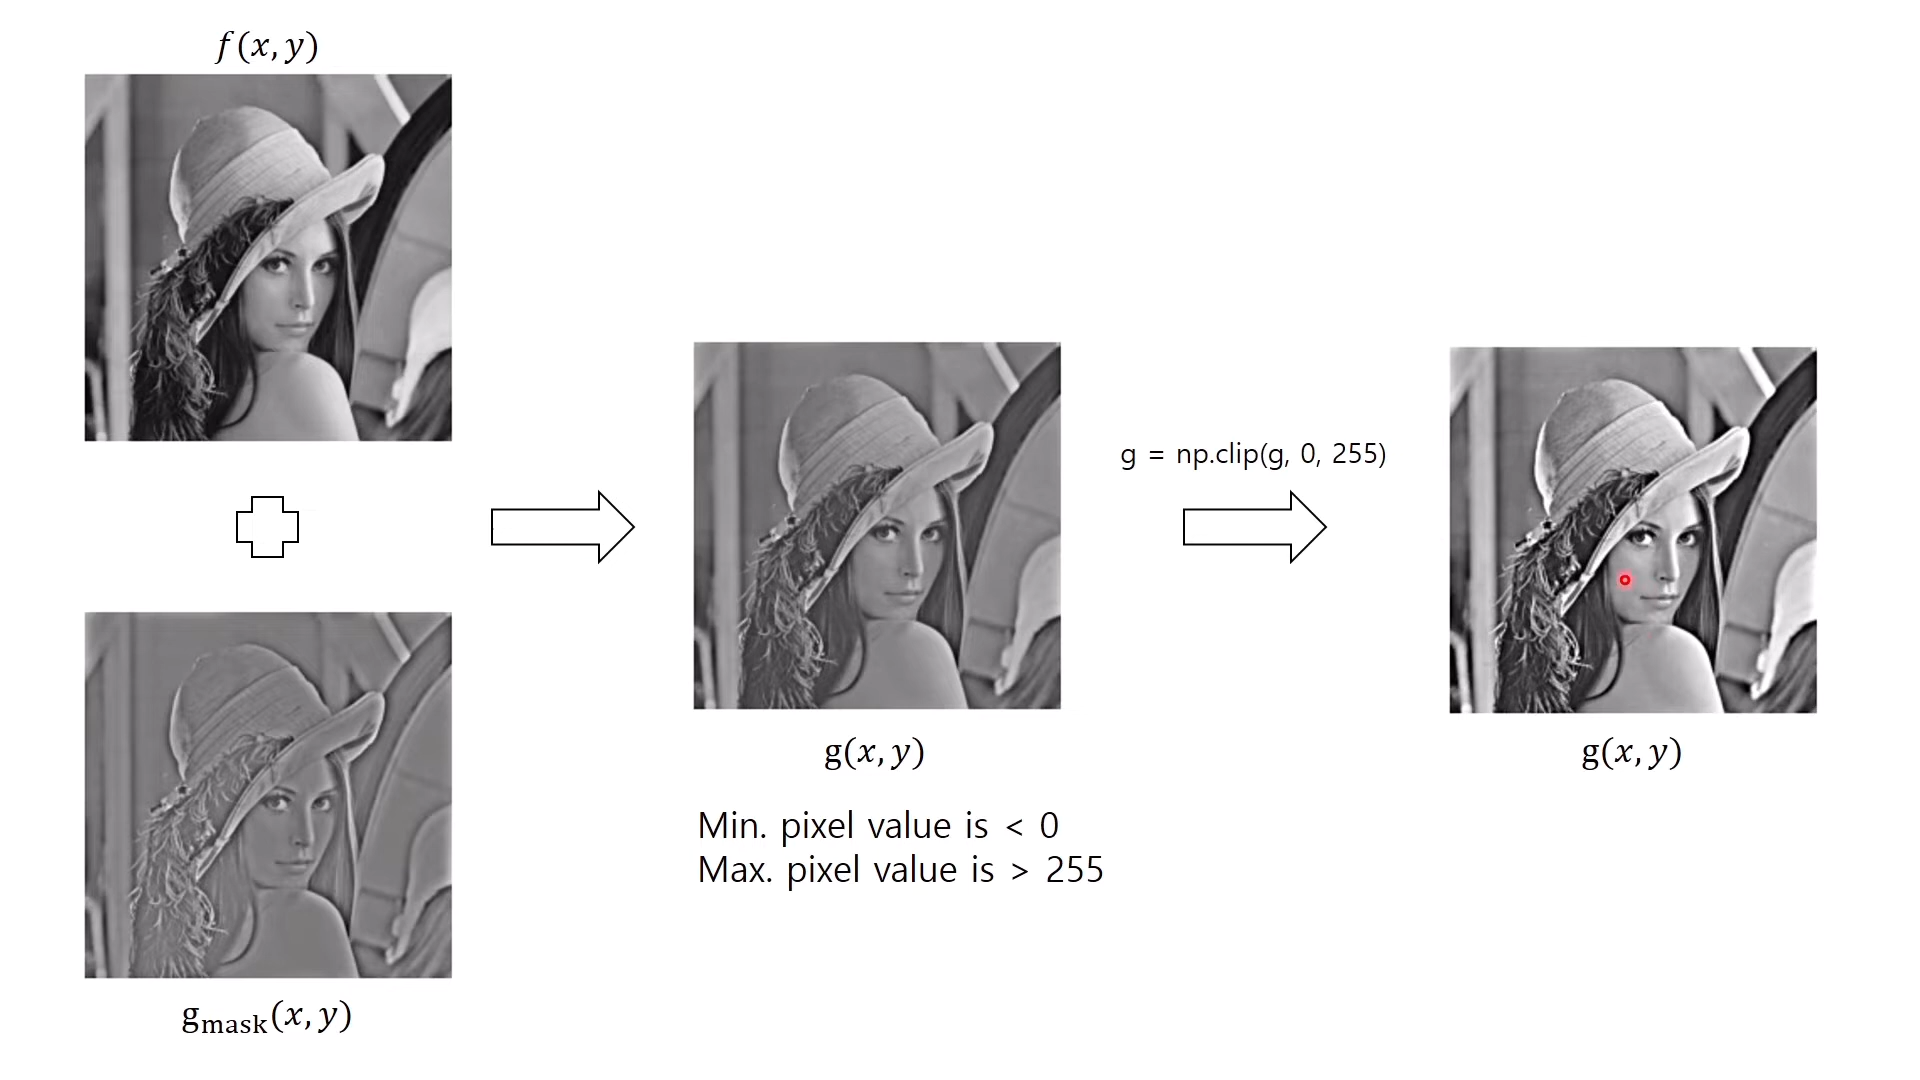 f(x, y)
g = np.clip(g, 0, 255)
g(x, y)
g(x, y)
Min. pixel value is < 0
Max. pixel value is > 255
gmask(x, y)